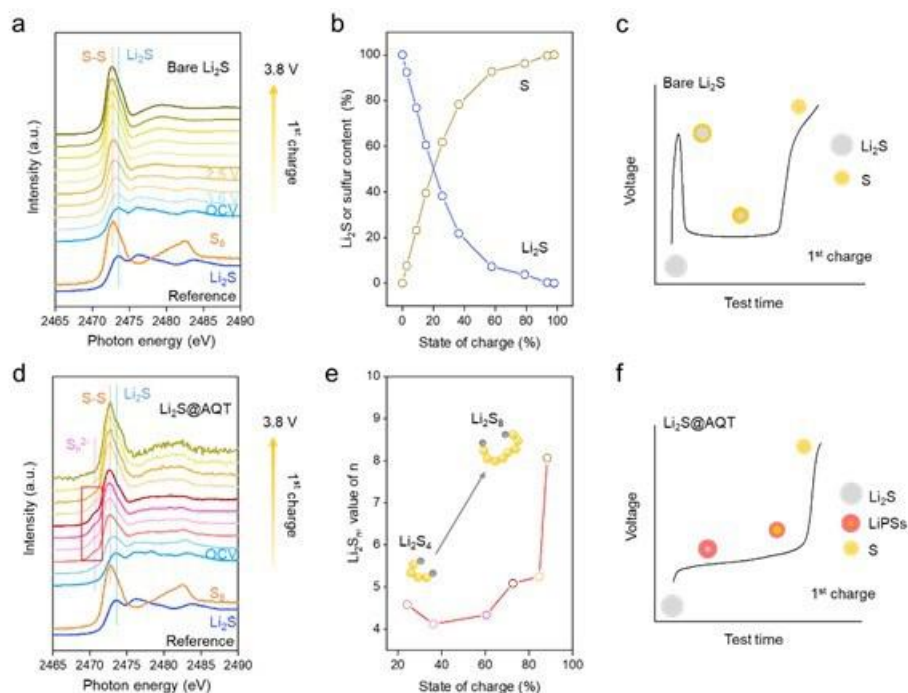 a
S-S
Li₂S
Bare Li₂S
3.8 V
1ˢᵗ charge
2.5 V
OCV
S₈
Li₂S
Reference
Intensity (a.u.)
2465 2470 2475 2480 2485 2490
Photon energy (eV)
b
100
80
60
40
20
0
S
Li₂S
Li₂S or sulfur content (%)
0 20 40 60 80 100
State of charge (%)
c
Bare Li₂S
Li₂S
S
1ˢᵗ charge
Voltage
Test time
d
S-S
Li₂S
Li₂S@AQT
Sₙ²⁻
3.8 V
1ˢᵗ charge
OCV
S₈
Li₂S
Reference
Intensity (a.u.)
2465 2470 2475 2480 2485 2490
Photon energy (eV)
e
10
9
8
7
6
5
4
Li₂S₈
Li₂S₄
Li₂Sₙ, value of n
20 40 60 80 100
State of charge (%)
f
Li₂S@AQT
Li₂S
LiPSs
S
1ˢᵗ charge
Voltage
Test time